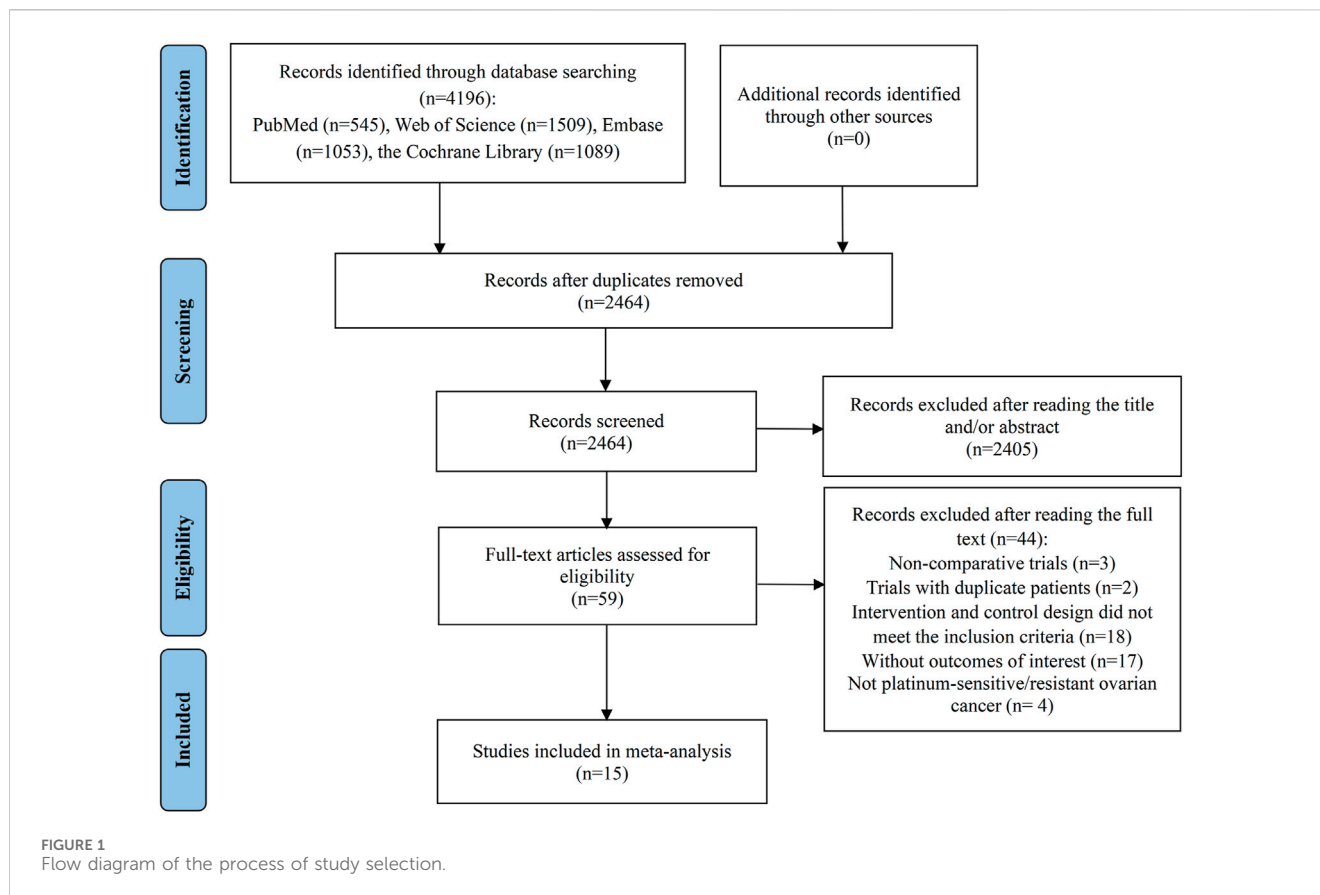 Identification
Records identified through database searching
(n=4196):
PubMed (n=545), Web of Science (n=1509), Embase
(n=1053), the Cochrane Library (n=1089)
Additional records identified
through other sources
(n=0)
Screening
Records after duplicates removed
(n=2464)
Records screened
(n=2464)
Records excluded after reading the title
and/or abstract
(n=2405)
Eligibility
Full-text articles assessed for
eligibility
(n=59)
Records excluded after reading the full
text (n=44):
Non-comparative trials (n=3)
Trials with duplicate patients (n=2)
Intervention and control design did not
meet the inclusion criteria (n=18)
Without outcomes of interest (n=17)
Not platinum-sensitive/resistant ovarian
cancer (n= 4)
Included
Studies included in meta-analysis
(n=15)
FIGURE 1
Flow diagram of the process of study selection.